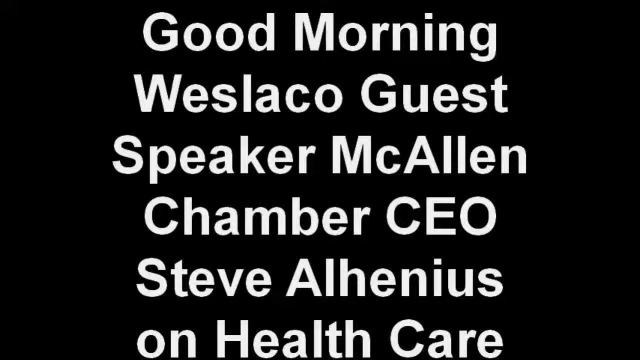 Good Morning
Weslaco Guest
Speaker McAllen
Chamber CEO
Steve Alhenius
on Health Care